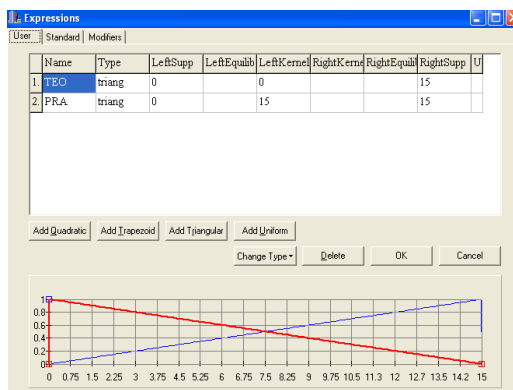 Expressions
User Standard Modifiers
Name Type LeftSupp LeftEquilib LeftKernel RightKerne RightEquilil RightSupp U
1. TEO triang 0 0 15
2. PRA triang 0 15 15
Add Quadratic Add Trapezoid Add Triangular Add Uniform
Change Type Delete OK Cancel
1
0.8
0.6
0.4
0.2
0
0 0.75 1.5 2.25 3 3.75 4.5 5.25 6 6.75 7.5 8.25 9 9.75 10.5 11.3 12 12.7 13.5 14.2 15